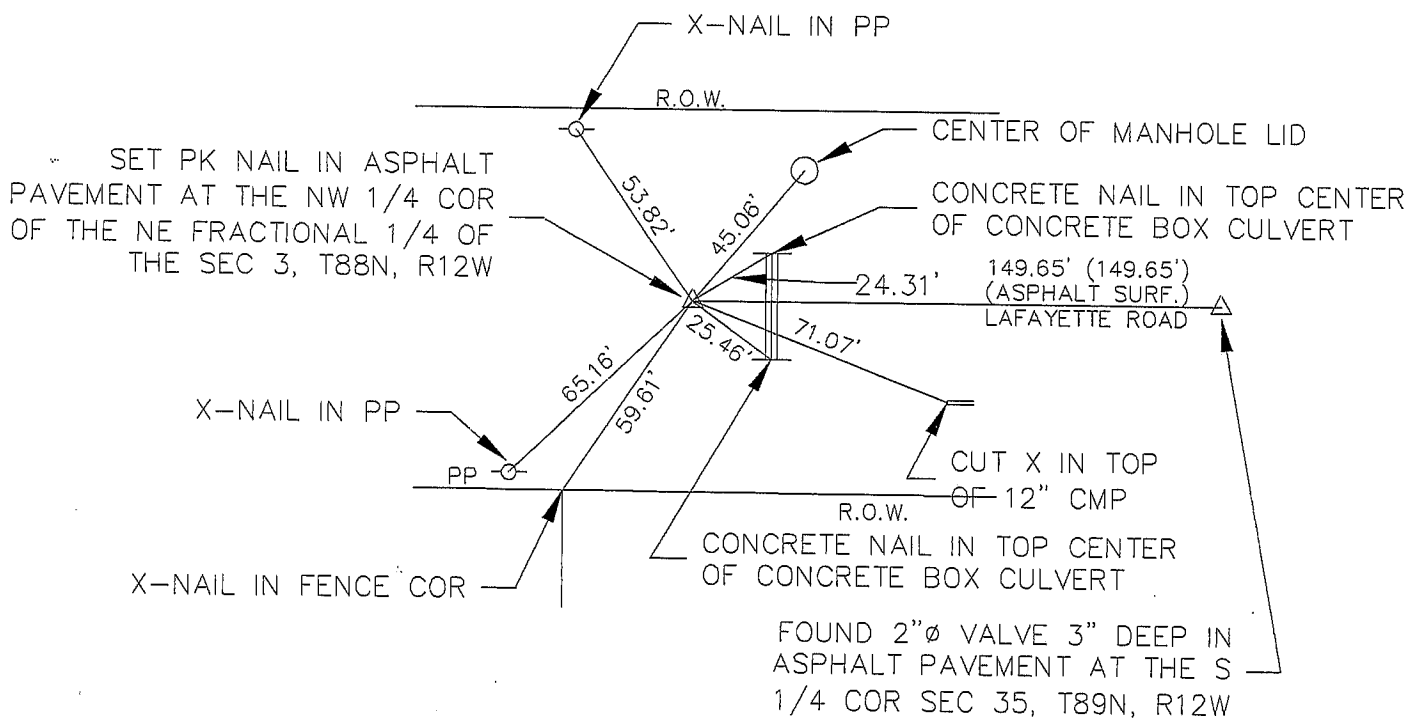 X-NAIL IN PP
R.O.W.
CENTER OF MANHOLE LID
SET PK NAIL IN ASPHALT
PAVEMENT AT THE NW 1/4 COR
OF THE NE FRACTIONAL 1/4 OF
THE SEC 3, T88N, R12W
53.82'
45.06'
CONCRETE NAIL IN TOP CENTER
OF CONCRETE BOX CULVERT
24.31'
149.65' (149.65')
(ASPHALT SURF.)
LAFAYETTE ROAD
25.46'
71.07'
65.16'
59.61'
X-NAIL IN PP
PP
CUT X IN TOP
OF 12" CMP
R.O.W.
CONCRETE NAIL IN TOP CENTER
OF CONCRETE BOX CULVERT
X-NAIL IN FENCE COR
FOUND 2"ø VALVE 3" DEEP IN
ASPHALT PAVEMENT AT THE S
1/4 COR SEC 35, T89N, R12W